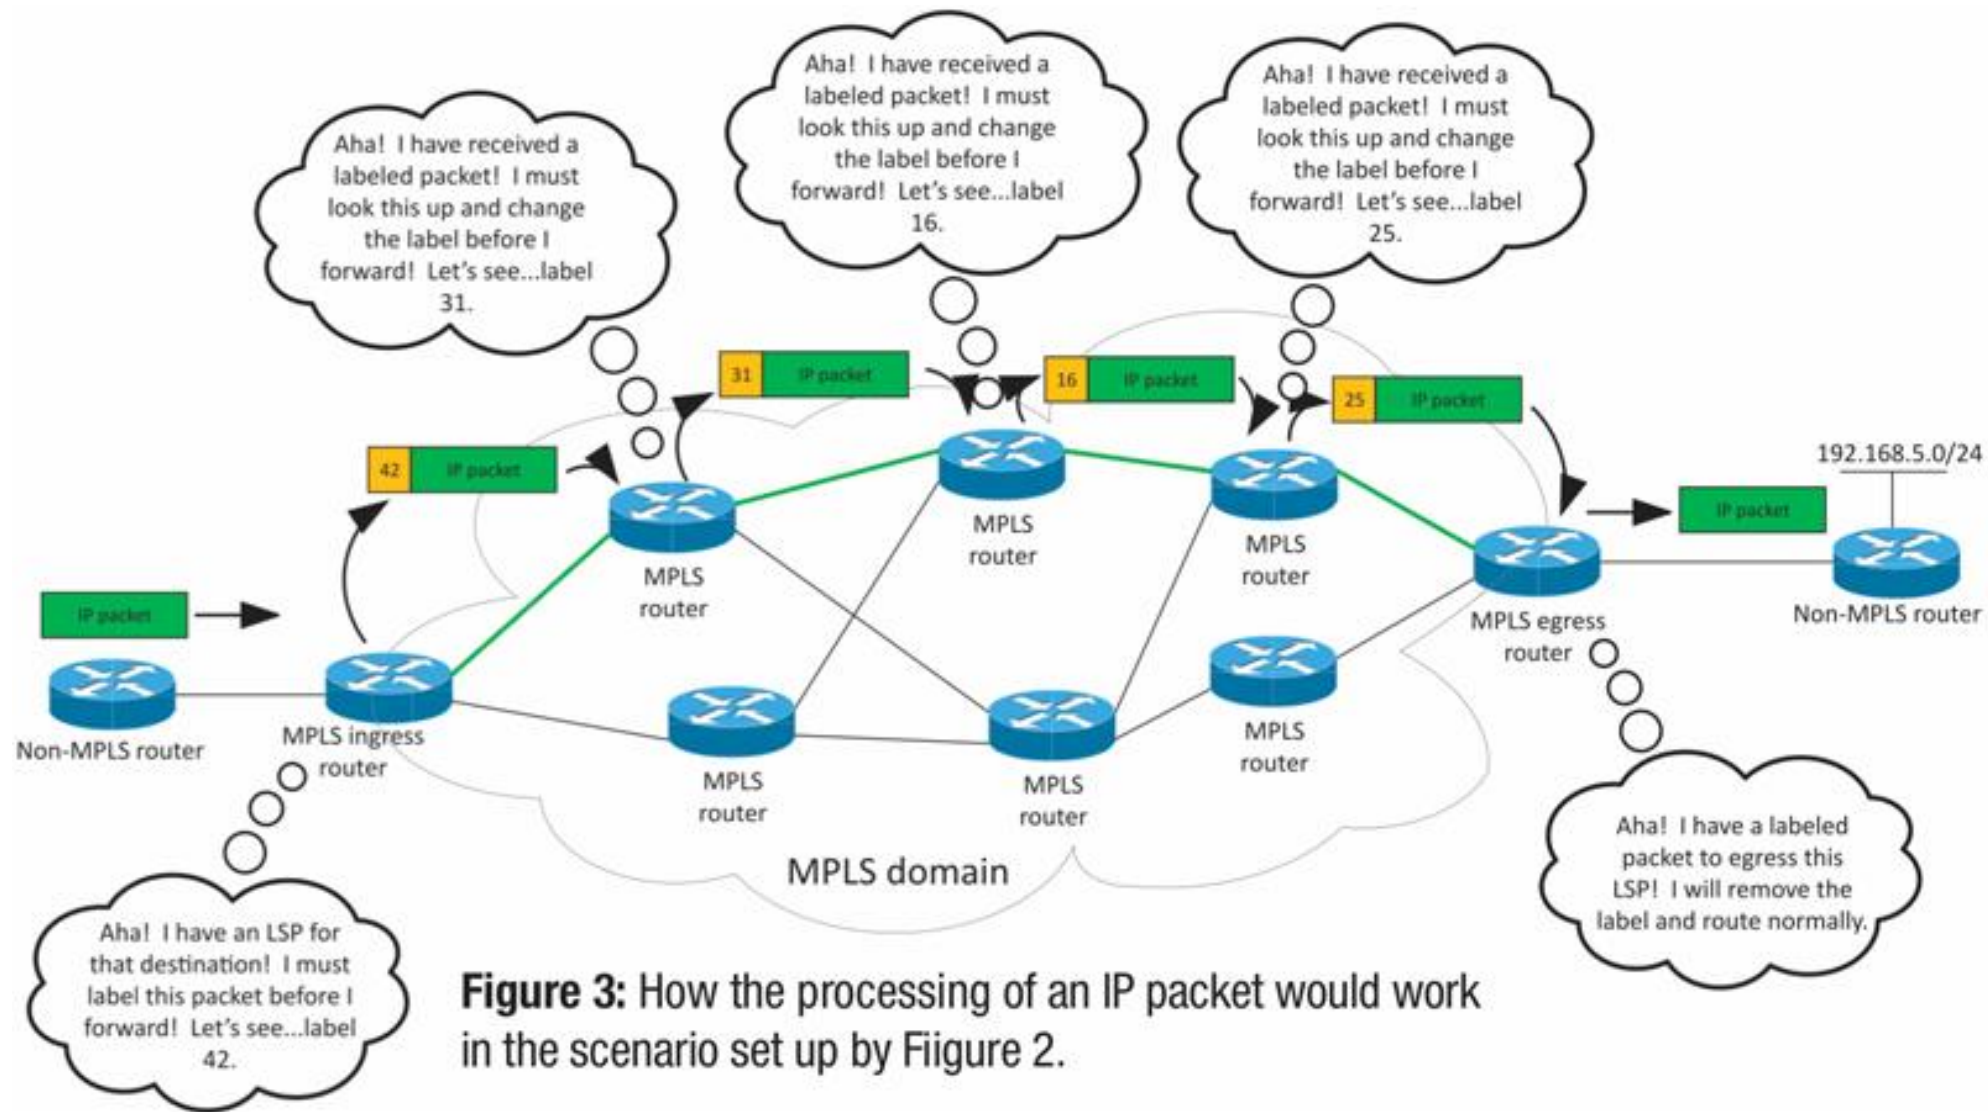 Aha! I have received a
labeled packet! I must
look this up and change
the label before I
forward! Let's see...label
31.
Aha! I have received a
labeled packet! I must
look this up and change
the label before I
forward! Let's see...label
16.
Aha! I have received a
labeled packet! I must
look this up and change
the label before I
forward! Let's see...label
25.
42
IP packet
31
IP packet
16
IP packet
25
IP packet
192.168.5.0/24
IP packet
IP packet
MPLS
router
MPLS
router
MPLS
router
MPLS egress
router
Non-MPLS router
Non-MPLS router
MPLS ingress
router
MPLS
router
MPLS
router
MPLS
router
MPLS domain
Aha! I have a labeled
packet to egress this
LSP! I will remove the
label and route normally.
Aha! I have an LSP for
that destination! I must
label this packet before I
forward! Let's see...label
42.
Figure 3: How the processing of an IP packet would work
in the scenario set up by Fiigure 2.